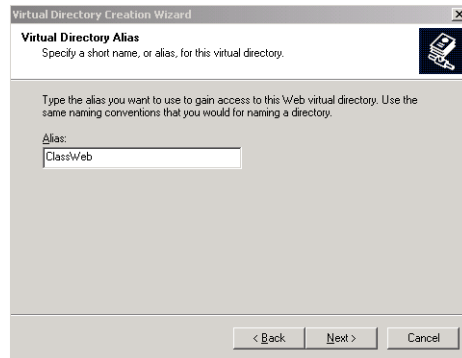 Virtual Directory Creation Wizard
Virtual Directory Alias
Specify a short name, or alias, for this virtual directory.
Type the alias you want to use to gain access to this Web virtual directory. Use the
same naming conventions that you would for naming a directory.
Alias:
ClassWeb
< Back Next > Cancel